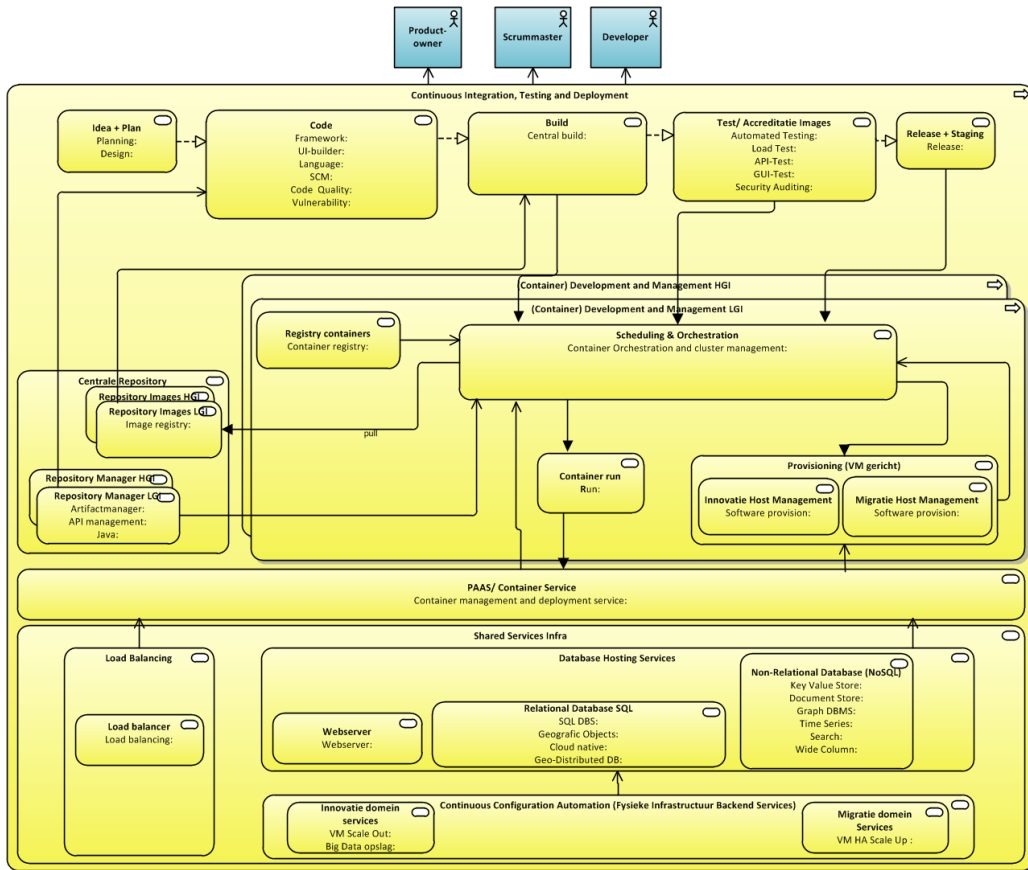 Product-
owner
Scrummaster
Developer
Continuous Integration, Testing and Deployment
Idea + Plan
Planning:
Design:
Code
Framework:
UI-builder:
Language:
SCM:
Code Quality:
Vulnerability:
Build
Central build:
Test/ Accreditatie Images
Automated Testing:
Load Test:
API-Test:
GUI-Test:
Security Auditing:
Release + Staging
Release:
(Container) Development and Management HGI
(Container) Development and Management LGI
Registry containers
Container registry:
Scheduling & Orchestration
Container Orchestration and cluster management:
Centrale Repository
Repository Images HGI
Repository Images LGI
Image registry:
pull
Repository Manager HGI
Repository Manager LGI
Artifactmanager:
API management:
Java:
Container run
Run:
Provisioning (VM gericht)
Innovatie Host Management
Software provision:
Migratie Host Management
Software provision:
PAAS/ Container Service
Container management and deployment service:
Shared Services Infra
Load Balancing
Load balancer
Load balancing:
Database Hosting Services
Webserver
Webserver:
Relational Database SQL
SQL DBS:
Geografic Objects:
Cloud native:
Geo-Distributed DB:
Non-Relational Database (NoSQL)
Key Value Store:
Document Store:
Graph DBMS:
Time Series:
Search:
Wide Column:
Continuous Configuration Automation (Fysieke Infrastructuur Backend Services)
Innovatie domein
services
VM Scale Out:
Big Data opslag:
Migratie domein
Services
VM HA Scale Up :